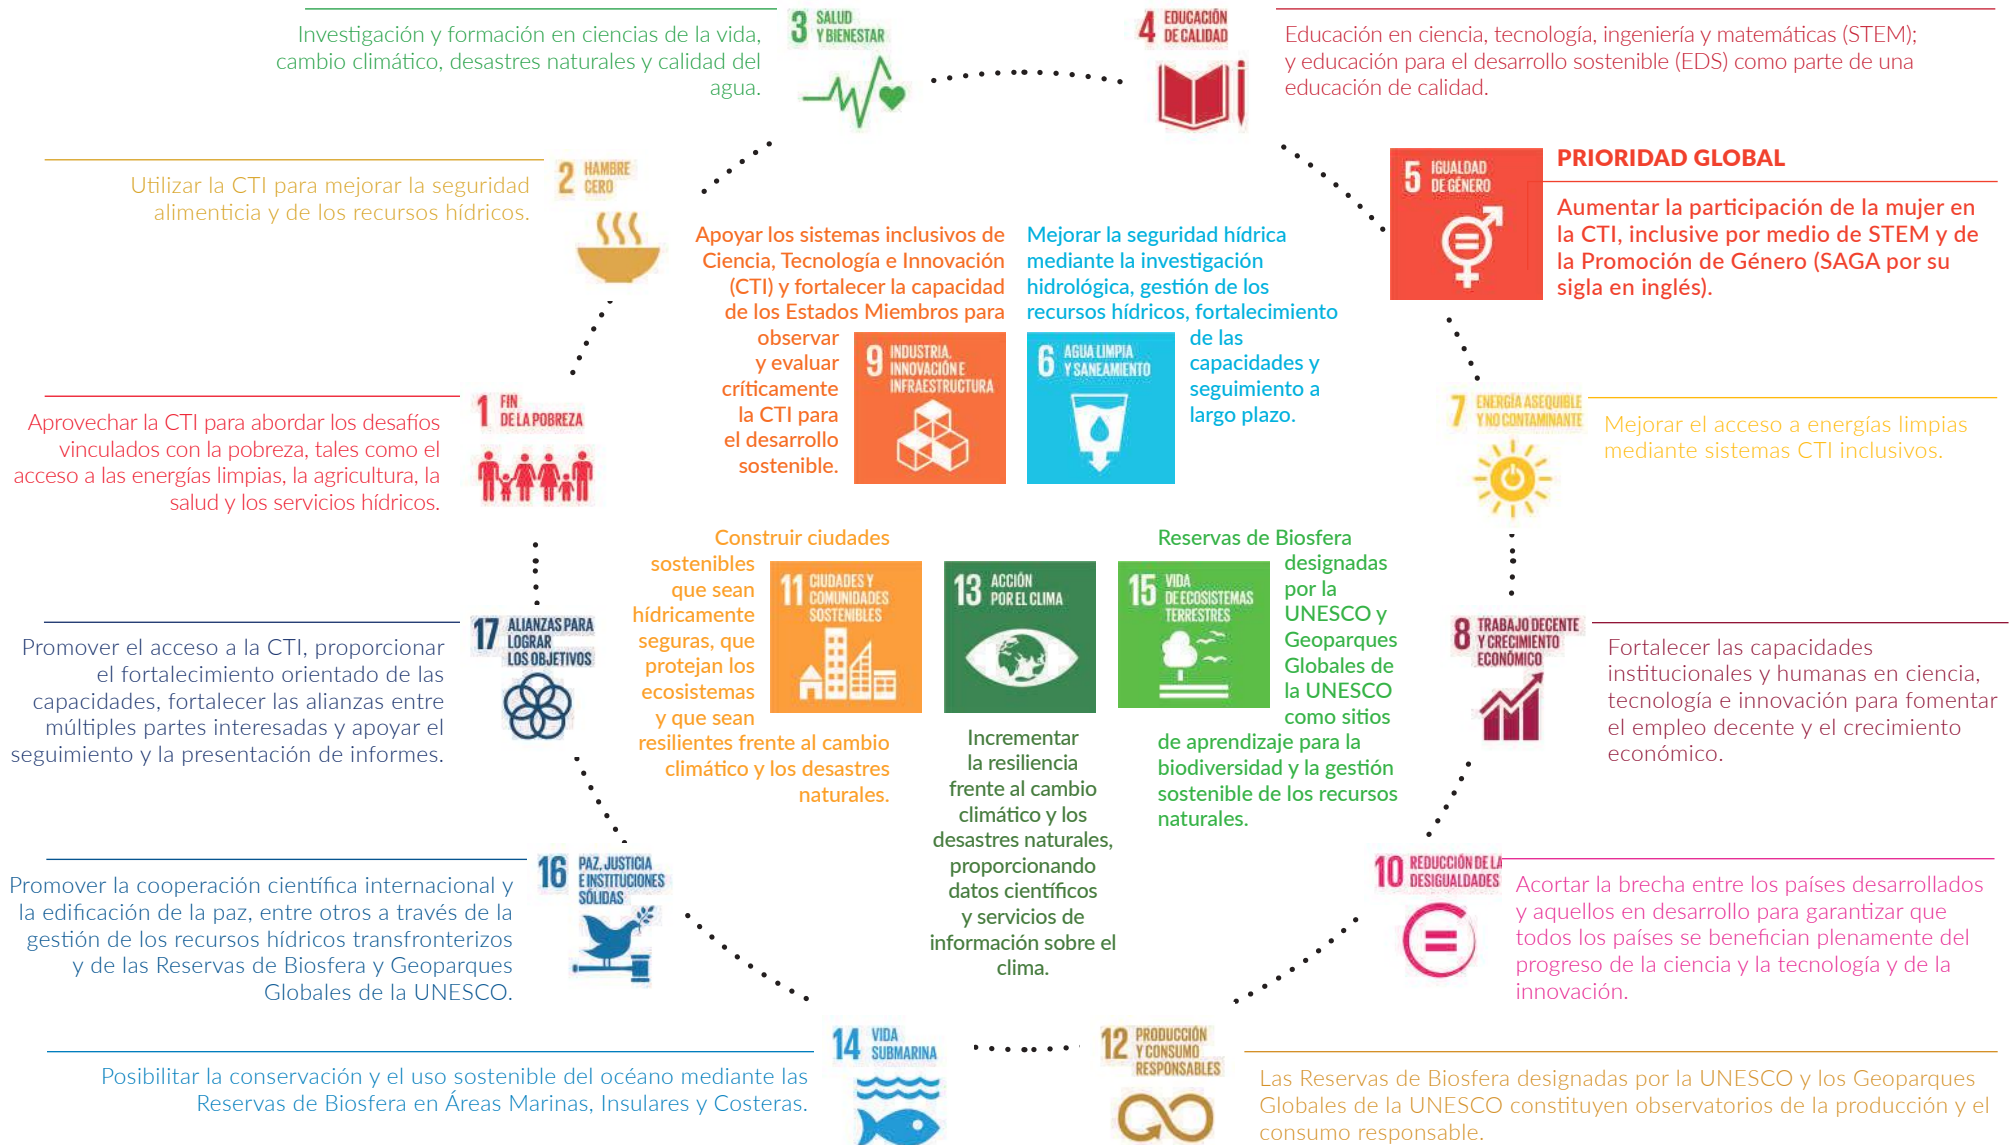 3 SALUD
Y BIENESTAR
Investigación y formación en ciencias de la vida,
cambio climático, desastres naturales y calidad del
agua.
4 EDUCACIÓN
DE CALIDAD
Educación en ciencia, tecnología, ingeniería y matemáticas (STEM);
y educación para el desarrollo sostenible (EDS) como parte de una
educación de calidad.
2 HAMBRE
CERO
Utilizar la CTI para mejorar la seguridad
alimenticia y de los recursos hídricos.
5 IGUALDAD
DE GÉNERO
PRIORIDAD GLOBAL
Aumentar la participación de la mujer en
la CTI, inclusive por medio de STEM y de
la Promoción de Género (SAGA por su
sigla en inglés).
Apoyar los sistemas inclusivos de
Ciencia, Tecnología e Innovación
(CTI) y fortalecer la capacidad
de los Estados Miembros para
observar
y evaluar
críticamente
la CTI para
el desarrollo
sostenible.
9 INDUSTRIA,
INNOVACIÓN E
INFRAESTRUCTURA
Mejorar la seguridad hídrica
mediante la investigación
hidrológica, gestión de los
recursos hídricos, fortalecimiento
de las
capacidades y
seguimiento a
largo plazo.
6 AGUA LIMPIA
Y SANEAMIENTO
1 FIN
DE LA POBREZA
Aprovechar la CTI para abordar los desafíos
vinculados con la pobreza, tales como el
acceso a las energías limpias, la agricultura, la
salud y los servicios hídricos.
7 ENERGÍA ASEQUIBLE
Y NO CONTAMINANTE
Mejorar el acceso a energías limpias
mediante sistemas CTI inclusivos.
Construir ciudades
sostenibles
que sean
hídricamente
seguras, que
protejan los
ecosistemas
y que sean
resilientes frente al cambio
climático y los desastres
naturales.
11 CIUDADES Y
COMUNIDADES
SOSTENIBLES
13 ACCIÓN
POR EL CLIMA
Incrementar
la resiliencia
frente al cambio
climático y los
desastres naturales,
proporcionando
datos científicos
y servicios de
información sobre el
clima.
15 VIDA
DE ECOSISTEMAS
TERRESTRES
Reservas de Biosfera
designadas
por la
UNESCO y
Geoparques
Globales de
la UNESCO
como sitios
de aprendizaje para la
biodiversidad y la gestión
sostenible de los recursos
naturales.
17 ALIANZAS PARA
LOGRAR
LOS OBJETIVOS
Promover el acceso a la CTI, proporcionar
el fortalecimiento orientado de las
capacidades, fortalecer las alianzas entre
múltiples partes interesadas y apoyar el
seguimiento y la presentación de informes.
8 TRABAJO DECENTE
Y CRECIMIENTO
ECONÓMICO
Fortalecer las capacidades
institucionales y humanas en ciencia,
tecnología e innovación para fomentar
el empleo decente y el crecimiento
económico.
16 PAZ, JUSTICIA
E INSTITUCIONES
SÓLIDAS
Promover la cooperación científica internacional y
la edificación de la paz, entre otros a través de la
gestión de los recursos hídricos transfronterizos
y de las Reservas de Biosfera y Geoparques
Globales de la UNESCO.
10 REDUCCIÓN DE LA
DESIGUALDADES
Acortar la brecha entre los países desarrollados
y aquellos en desarrollo para garantizar que
todos los países se benefician plenamente del
progreso de la ciencia y la tecnología y de la
innovación.
14 VIDA
SUBMARINA
Posibilitar la conservación y el uso sostenible del océano mediante las
Reservas de Biosfera en Áreas Marinas, Insulares y Costeras.
12 PRODUCCIÓN
Y CONSUMO
RESPONSABLES
Las Reservas de Biosfera designadas por la UNESCO y los Geoparques
Globales de la UNESCO constituyen observatorios de la producción y el
consumo responsable.